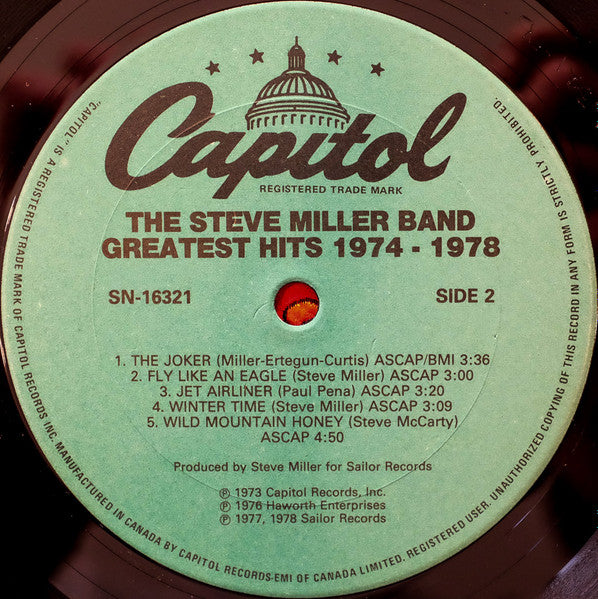 Capitol
REGISTERED TRADE MARK
THE STEVE MILLER BAND
GREATEST HITS 1974 - 1978
SN-16321
SIDE 2
1. THE JOKER (Miller-Ertegun-Curtis) ASCAP/BMI 3:36
2. FLY LIKE AN EAGLE (Steve Miller) ASCAP 3:00
3. JET AIRLINER (Paul Pena) ASCAP 3:20
4. WINTER TIME (Steve Miller) ASCAP 3:09
5. WILD MOUNTAIN HONEY (Steve McCarty)
ASCAP 4:50
Produced by Steve Miller for Sailor Records
℗ 1973 Capitol Records, Inc.
℗ 1976 Haworth Enterprises
℗ 1977, 1978 Sailor Records
"CAPITOL" IS A REGISTERED TRADE MARK OF CAPITOL RECORDS INC. MANUFACTURED IN CANADA BY CAPITOL RECORDS-EMI OF CANADA LIMITED. REGISTERED USER. UNAUTHORIZED COPYING OF THIS RECORD IN ANY FORM IS STRICTLY PROHIBITED.